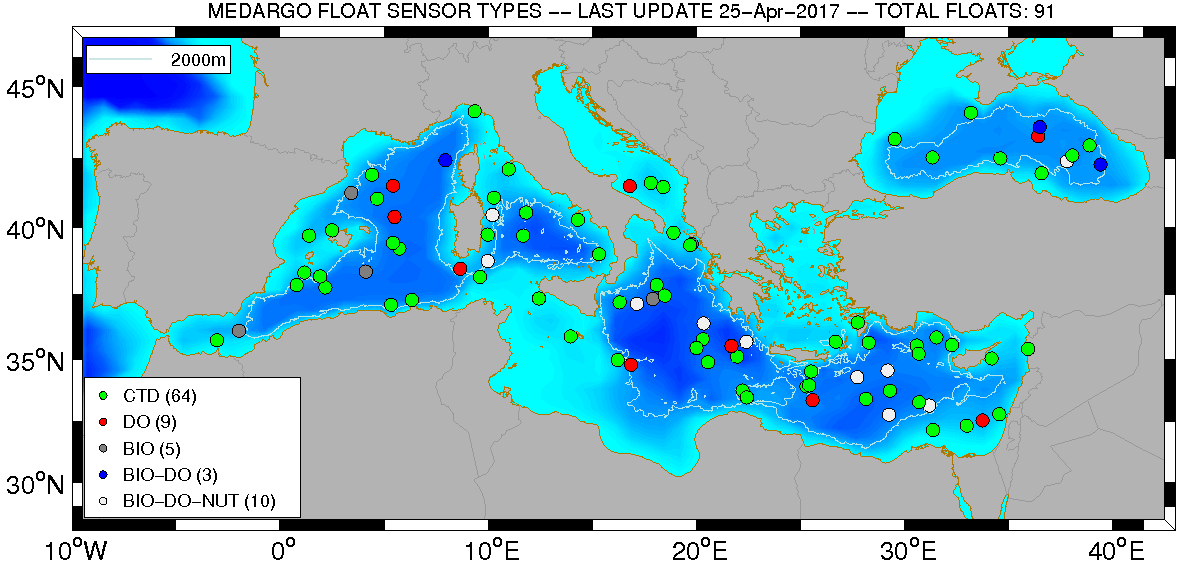 MEDARGO FLOAT SENSOR TYPES −− LAST UPDATE 25−Apr−2017 −− TOTAL FLOATS: 91
2000m
45°N
40°N
35°N
30°N
CTD (64)
DO (9)
BIO (5)
BIO−DO (3)
BIO−DO−NUT (10)
10°W 0° 10°E 20°E 30°E 40°E